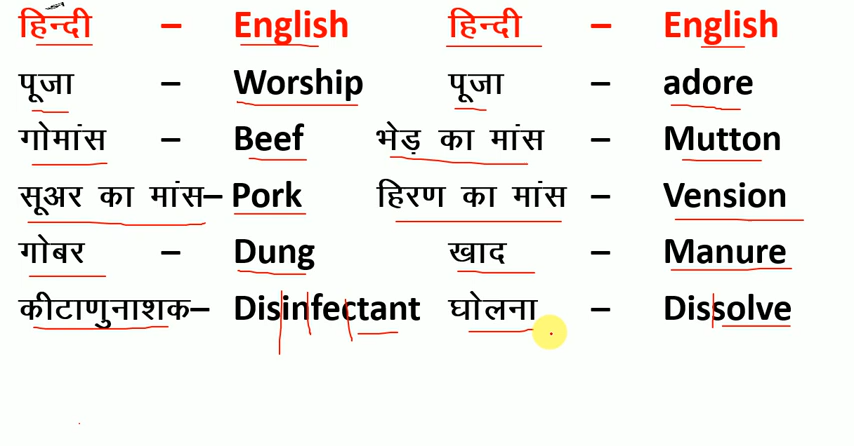 हिन्दी – English हिन्दी – English
पूजा – Worship पूजा – adore
गोमांस – Beef भेड़ का मांस – Mutton
सूअर का मांस– Pork हिरण का मांस – Vension
गोबर – Dung खाद – Manure
कीटाणुनाशक– Disinfectant घोलना – Dissolve